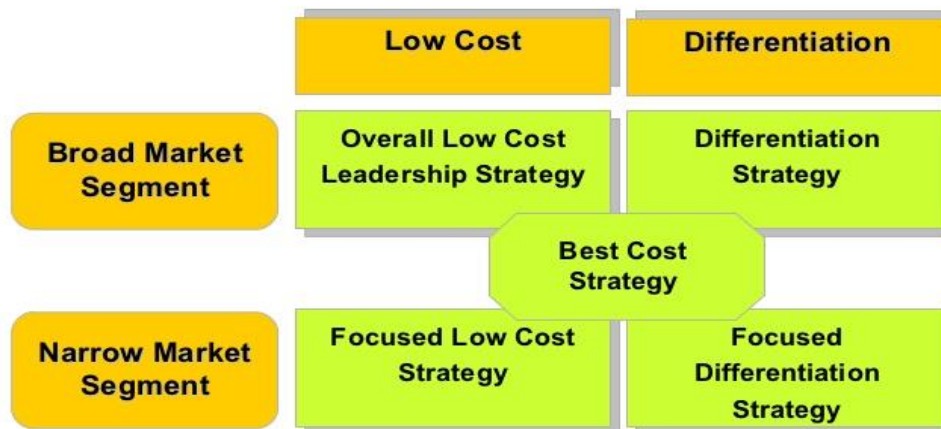 Low Cost
Differentiation
Broad Market
Segment
Overall Low Cost
Leadership Strategy
Differentiation
Strategy
Best Cost
Strategy
Narrow Market
Segment
Focused Low Cost
Strategy
Focused
Differentiation
Strategy